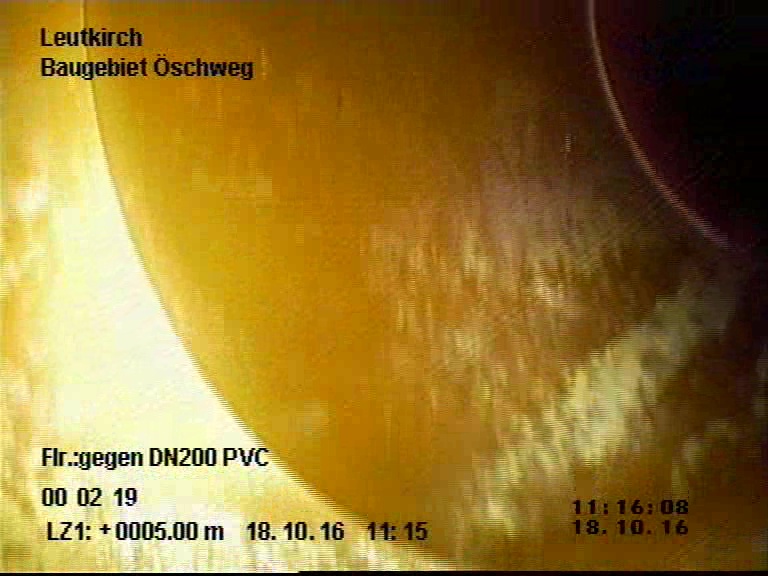 Leutkirch
Baugebiet Öschweg
Flr.:gegen DN200 PVC
00 02 19
LZ1: +0005.00 m 18.10.16 11:15
11:16:08
18.10.16